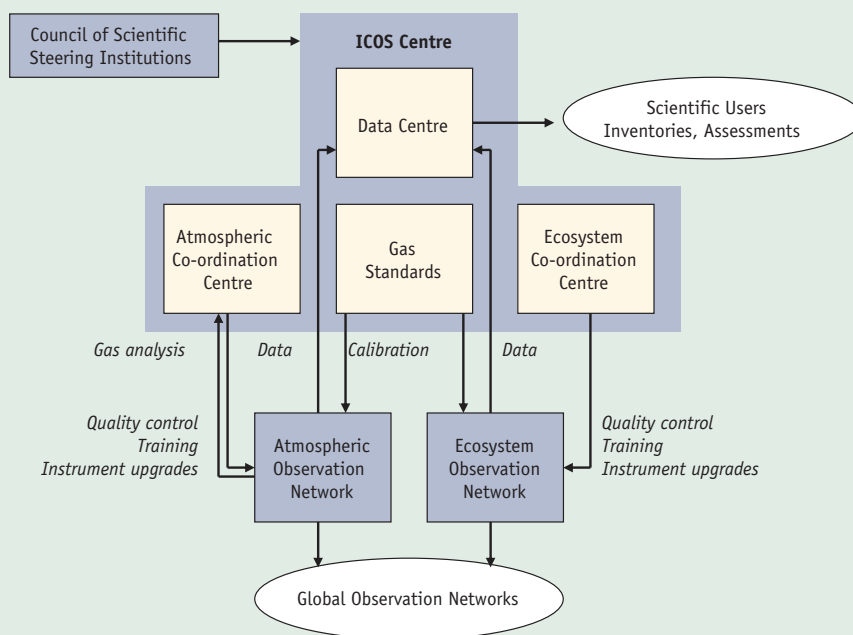 Council of Scientific
Steering Institutions
ICOS Centre
Data Centre
Scientific Users
Inventories, Assessments
Atmospheric
Co-ordination
Centre
Gas
Standards
Ecosystem
Co-ordination
Centre
Gas analysis
Data
Calibration
Data
Quality control
Training
Instrument upgrades
Atmospheric
Observation
Network
Ecosystem
Observation
Network
Quality control
Training
Instrument upgrades
Global Observation Networks